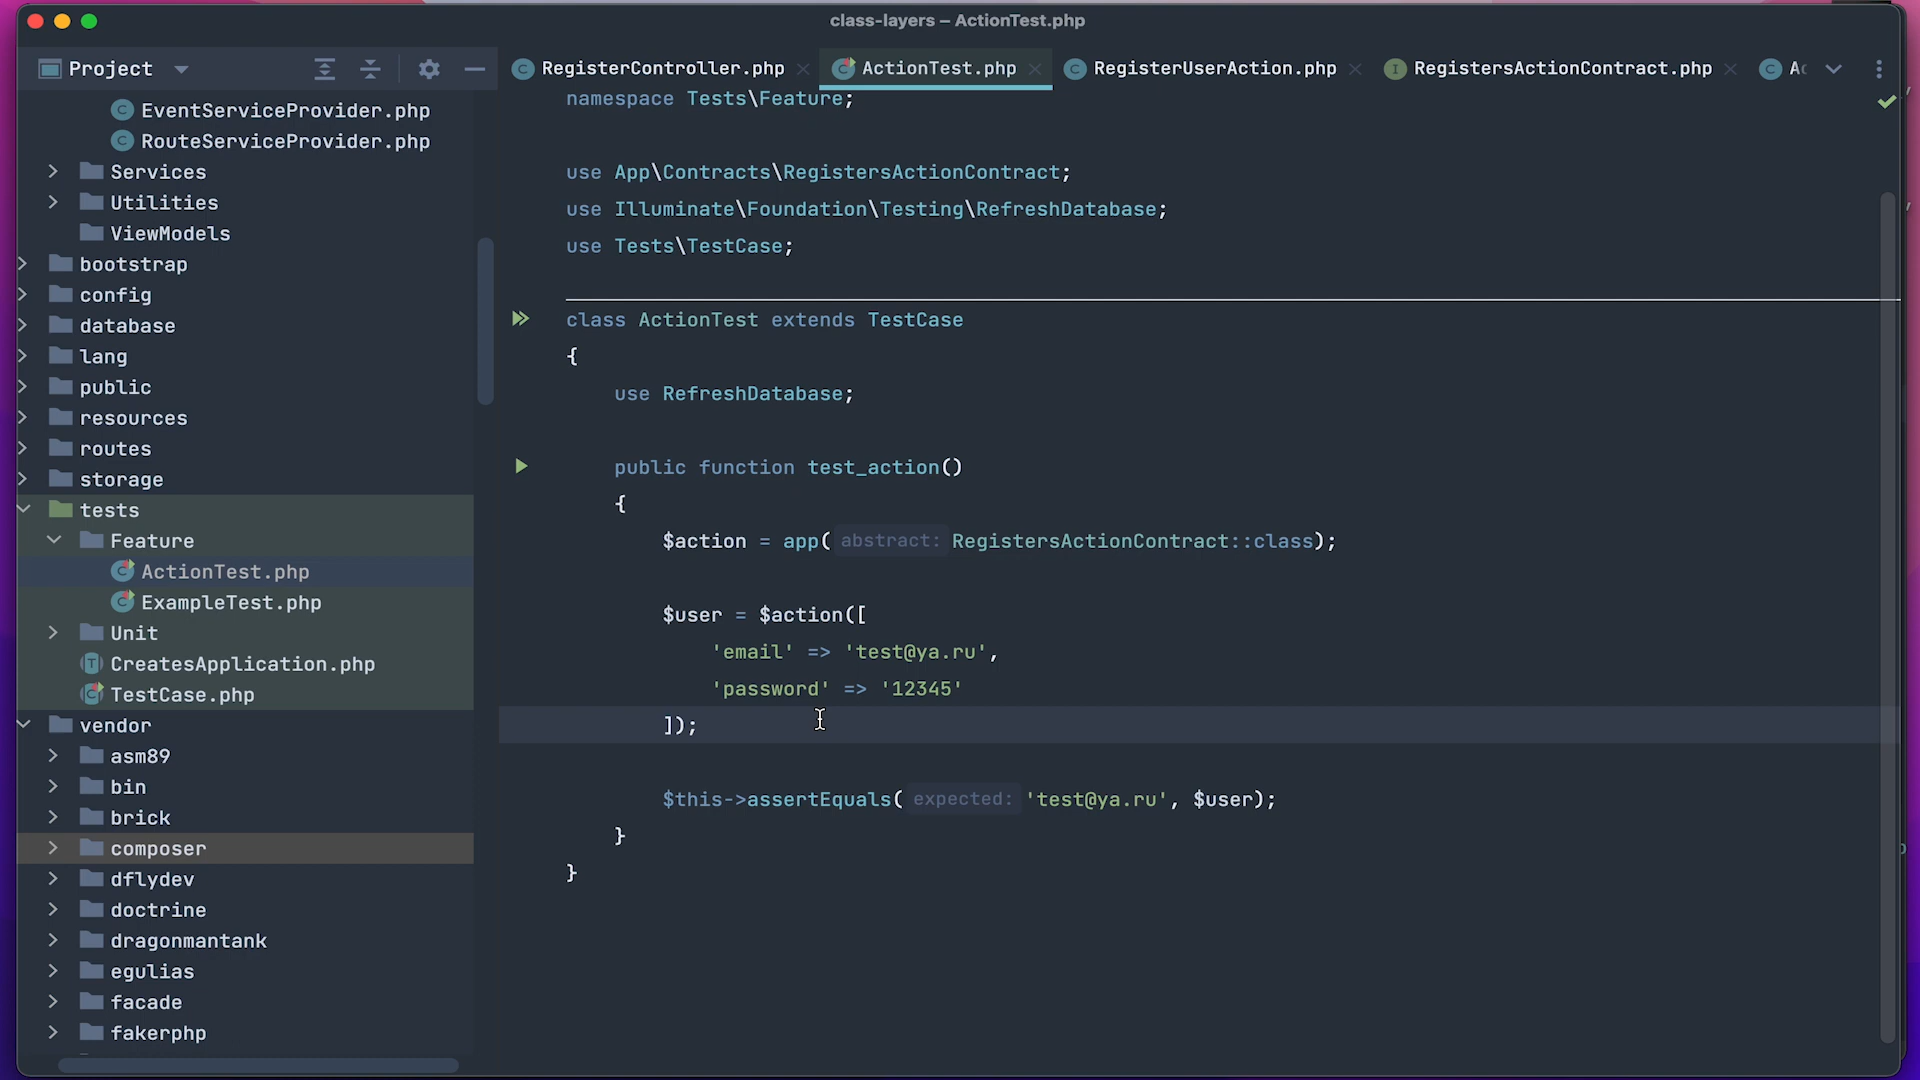 class-layers – ActionTest.php
Project
RegisterController.php
ActionTest.php
RegisterUserAction.php
RegistersActionContract.php
EventServiceProvider.php
RouteServiceProvider.php
Services
Utilities
ViewModels
bootstrap
config
database
lang
public
resources
routes
storage
tests
Feature
ActionTest.php
ExampleTest.php
Unit
CreatesApplication.php
TestCase.php
vendor
asm89
bin
brick
composer
dflydev
doctrine
dragonmantank
egulias
facade
fakerphp
namespace Tests\Feature;
use App\Contracts\RegistersActionContract;
use Illuminate\Foundation\Testing\RefreshDatabase;
use Tests\TestCase;
class ActionTest extends TestCase
{
use RefreshDatabase;
public function test_action()
{
$action = app( abstract: RegistersActionContract::class);
$user = $action([
'email' => 'test@ya.ru',
'password' => '12345'
]);
$this->assertEquals( expected: 'test@ya.ru', $user);
}
}